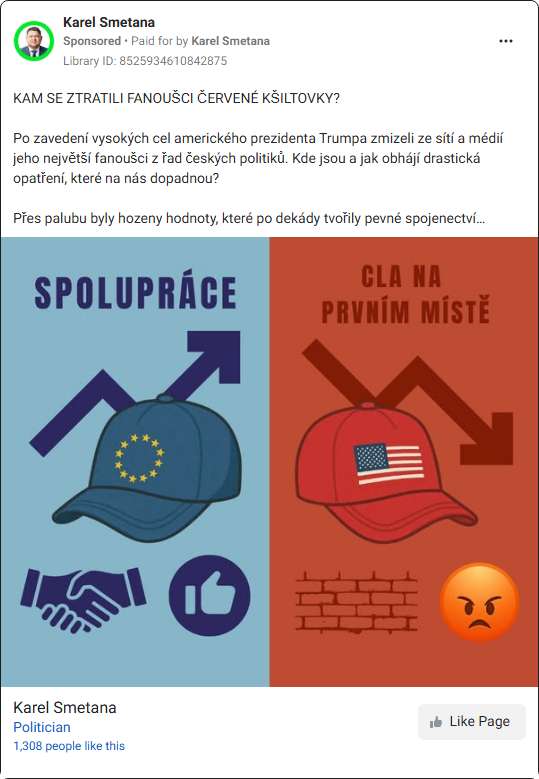 Karel Smetana
Sponsored • Paid for by Karel Smetana
Library ID: 8525934610842875
KAM SE ZTRATILI FANOUŠCI ČERVENÉ KŠILTOVKY?
Po zavedení vysokých cel amerického prezidenta Trumpa zmizeli ze sítí a médií
jeho největší fanoušci z řad českých politiků. Kde jsou a jak obhájí drastická
opatření, které na nás dopadnou?
Přes palubu byly hozeny hodnoty, které po dekády tvořily pevné spojenectví...
SPOLUPRÁCE
CLA NA
PRVNÍM MÍSTĚ
Karel Smetana
Politician
1,308 people like this
Like Page